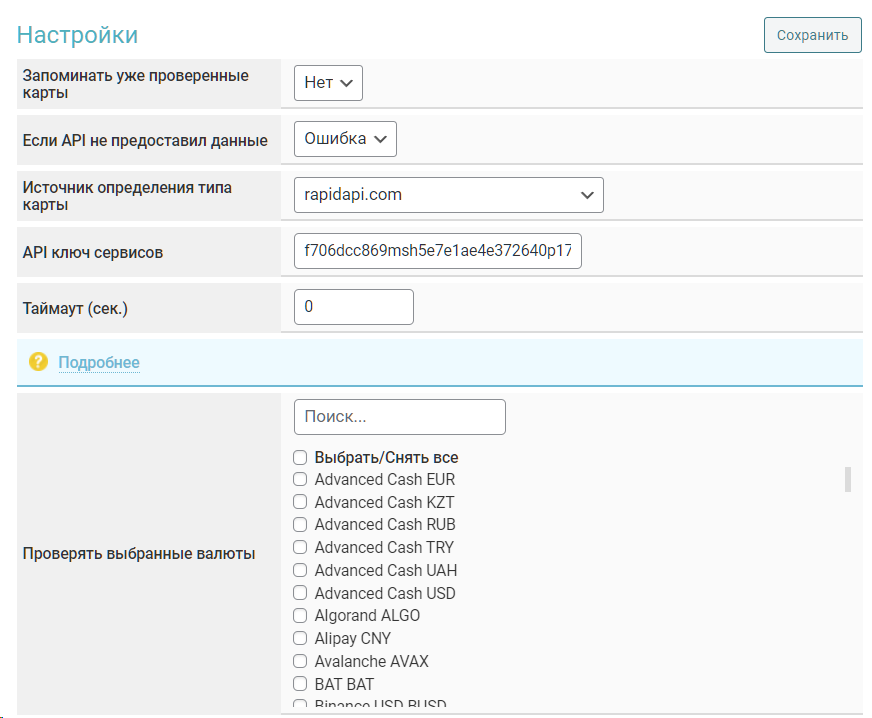 Настройки
Сохранить
Запоминать уже проверенные
карты
Нет
Если API не предоставил данные
Ошибка
Источник определения типа
карты
rapidapi.com
API ключ сервисов
f706dcc869msh5e7e1ae4e372640p17
Таймаут (сек.)
0
?
Подробнее
Поиск...
Выбрать/Снять все
Advanced Cash EUR
Advanced Cash KZT
Advanced Cash RUB
Advanced Cash TRY
Проверять выбранные валюты
Advanced Cash UAH
Advanced Cash USD
Algorand ALGO
Alipay CNY
Avalanche AVAX
BAT BAT
Binance USD BUSD